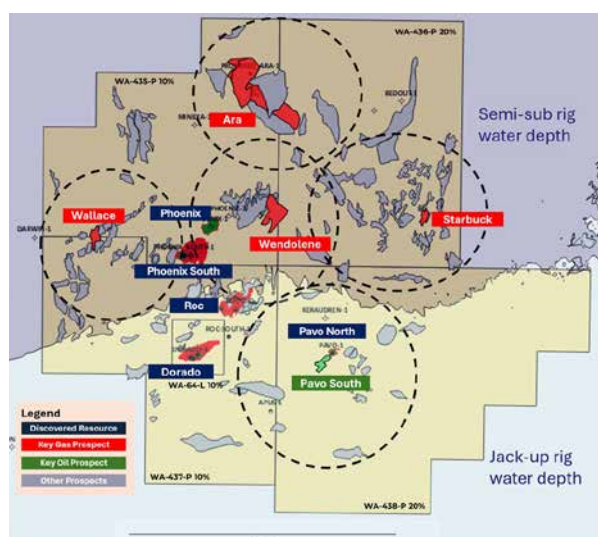 WA-436-P 20%
WA-435-P 10%
BEDOUT-1
Semi-sub rig
water depth
Ara
Wallace
Phoenix
Starbuck
Wendolene
Phoenix South
Roc
KERAUDREN-1
Pavo North
PAVO-1
Dorado
Pavo South
WA-64-L 10%
Legend
Discovered Resource
Key Gas Prospect
Key Oil Prospect
Other Prospects
Jack-up rig
water depth
WA-437-P 10%
WA-438-P 20%